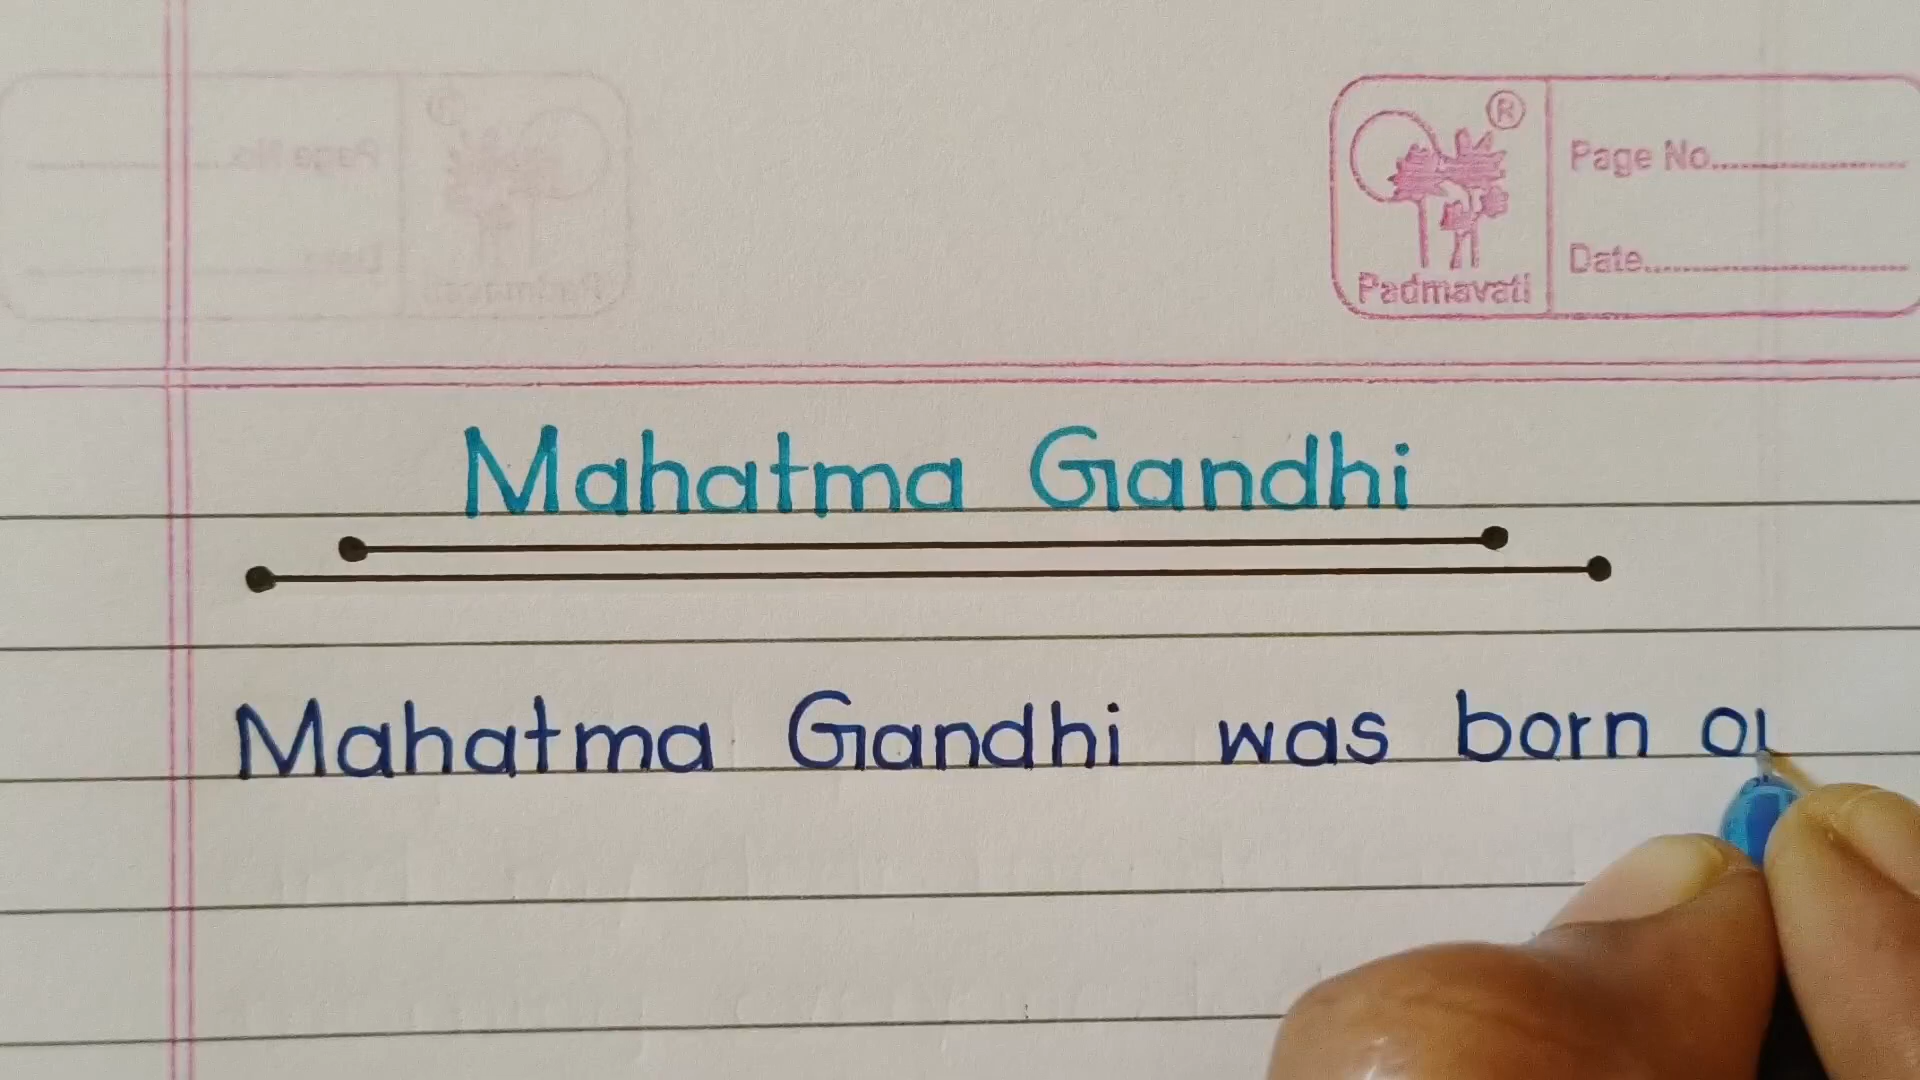 ® Page No.
Date
Padmavati
Mahatma Gandhi
Mahatma Gandhi was born